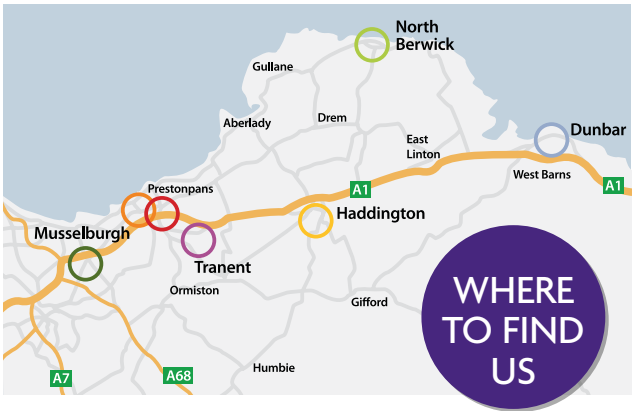 North
Berwick
Gullane
Aberlady
Drem
East
Linton
Dunbar
West Barns
A1
A1
Prestonpans
Haddington
Musselburgh
Tranent
Ormiston
Gifford
Humbie
A7
A68
WHERE
TO FIND
US